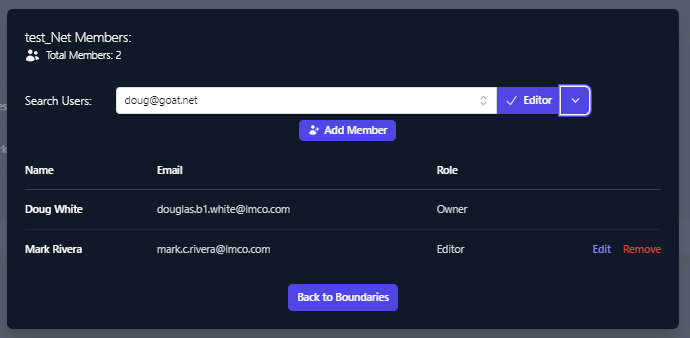 test_Net Members:
Total Members: 2
Search Users: doug@goat.net Editor
Add Member
Name Email Role
Doug White douglas.b1.white@lmco.com Owner
Mark Rivera mark.c.rivera@lmco.com Editor Edit Remove
Back to Boundaries